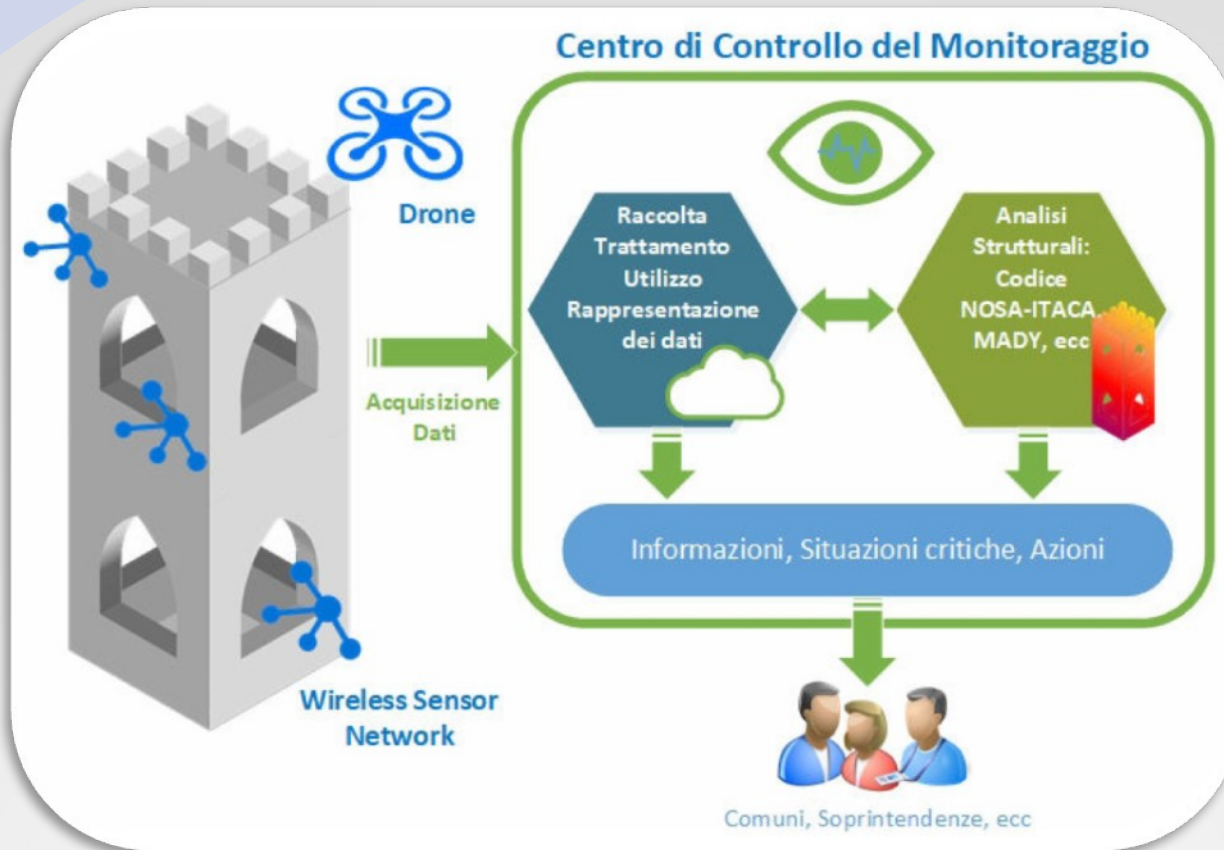 Centro di Controllo del Monitoraggio
Drone
Raccolta
Trattamento
Utilizzo
Rappresentazione
dei dati
Analisi
Strutturali:
Codice
NOSA-ITACA,
MADY, ecc
Acquisizione
Dati
Informazioni, Situazioni critiche, Azioni
Wireless Sensor
Network
Comuni, Soprintendenze, ecc